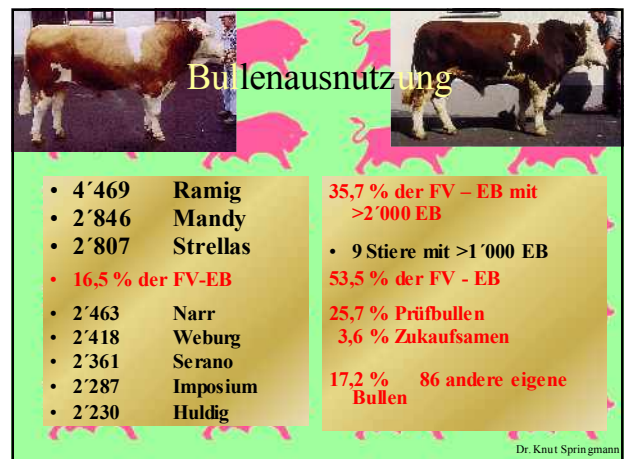 Bullenausnutzung
• 4´469 Ramig
• 2´846 Mandy
• 2´807 Strellas
• 16,5 % der FV-EB
• 2´463 Narr
• 2´418 Weburg
• 2´361 Serano
• 2´287 Imposium
• 2´230 Huldig
35,7 % der FV – EB mit
>2´000 EB
• 9 Stiere mit >1´000 EB
53,5 % der FV - EB
25,7 % Prüfbullen
3,6 % Zukaufsamen
17,2 % 86 andere eigene
Bullen
Dr. Knut Springmann